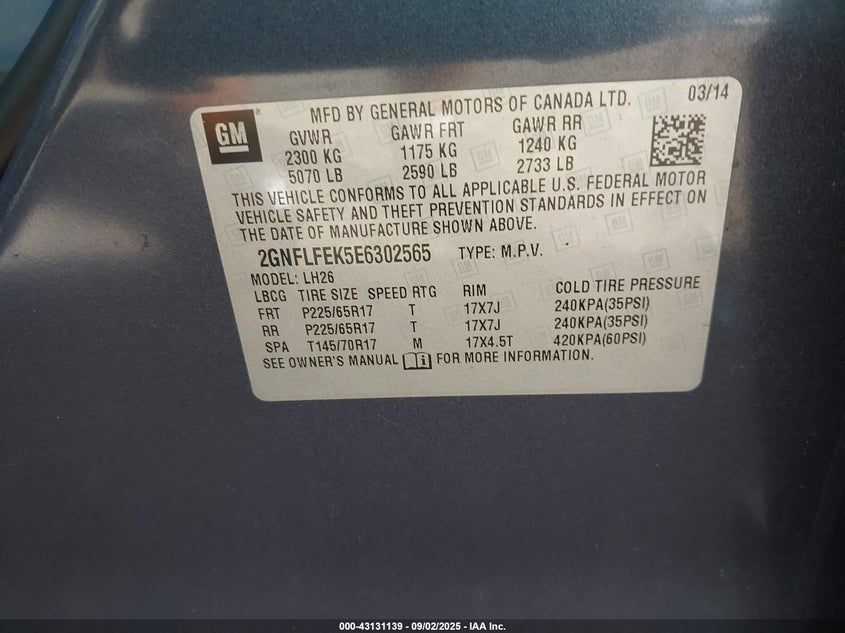 GM
MFD BY GENERAL MOTORS OF CANADA LTD. 03/14
GVWR GAWR FRT GAWR RR
2300 KG 1175 KG 1240 KG
5070 LB 2590 LB 2733 LB
THIS VEHICLE CONFORMS TO ALL APPLICABLE U.S. FEDERAL MOTOR
VEHICLE SAFETY AND THEFT PREVENTION STANDARDS IN EFFECT ON
THE DATE OF MANUFACTURE SHOWN ABOVE.
2GNFLFEK5E6302565 TYPE: M.P.V.
MODEL: LH26
LBCG TIRE SIZE SPEED RTG RIM COLD TIRE PRESSURE
FRT P225/65R17 T 17X7J 240KPA(35PSI)
RR P225/65R17 T 17X7J 240KPA(35PSI)
SPA T145/70R17 M 17X4.5T 420KPA(60PSI)
SEE OWNER'S MANUAL FOR MORE INFORMATION.
000-43131139 - 09/02/2025 - IAA Inc.